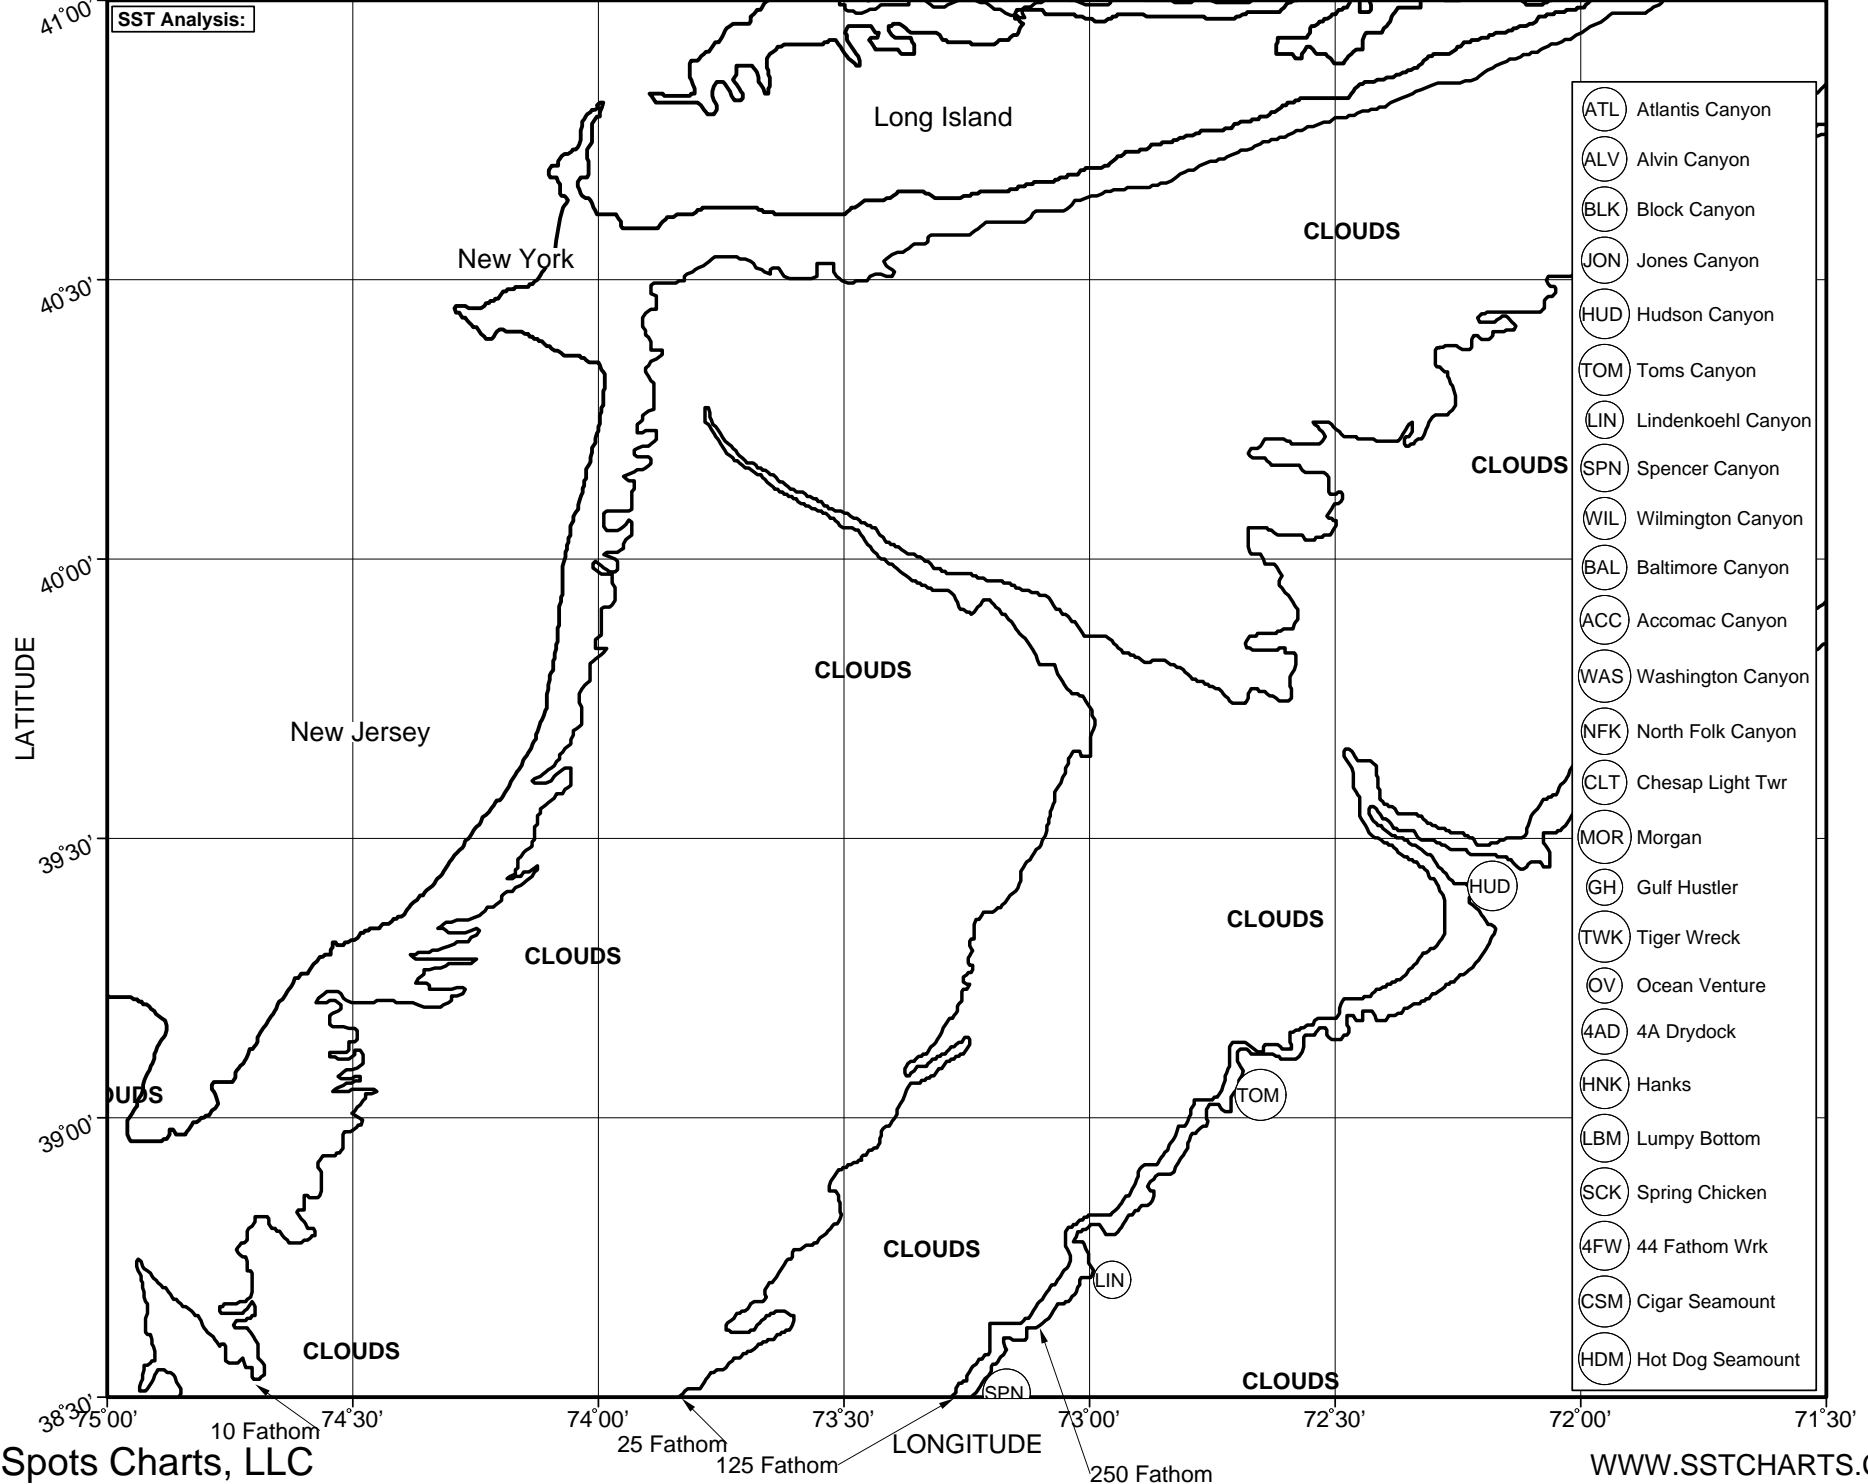 41°00'
SST Analysis:
Long Island
CLOUDS
New York
40°30'
CLOUDS
40°00'
CLOUDS
LATITUDE
New Jersey
39°30'
HUD
CLOUDS
CLOUDS
OUDS
TOM
39°00'
CLOUDS
LIN
CLOUDS
CLOUDS
SPN
38°30'
ATL Atlantis Canyon
ALV Alvin Canyon
BLK Block Canyon
JON Jones Canyon
HUD Hudson Canyon
TOM Toms Canyon
LIN Lindenkoehl Canyon
SPN Spencer Canyon
WIL Wilmington Canyon
BAL Baltimore Canyon
ACC Accomac Canyon
WAS Washington Canyon
NFK North Folk Canyon
CLT Chesap Light Twr
MOR Morgan
GH Gulf Hustler
TWK Tiger Wreck
OV Ocean Venture
4AD 4A Drydock
HNK Hanks
LBM Lumpy Bottom
SCK Spring Chicken
4FW 44 Fathom Wrk
CSM Cigar Seamount
HDM Hot Dog Seamount
75°00' 74°30' 74°00' 73°30' 73°00' 72°30' 72°00' 71°30'
10 Fathom
25 Fathom
LONGITUDE
125 Fathom
250 Fathom
Spots Charts, LLC
WWW.SSTCHARTS.